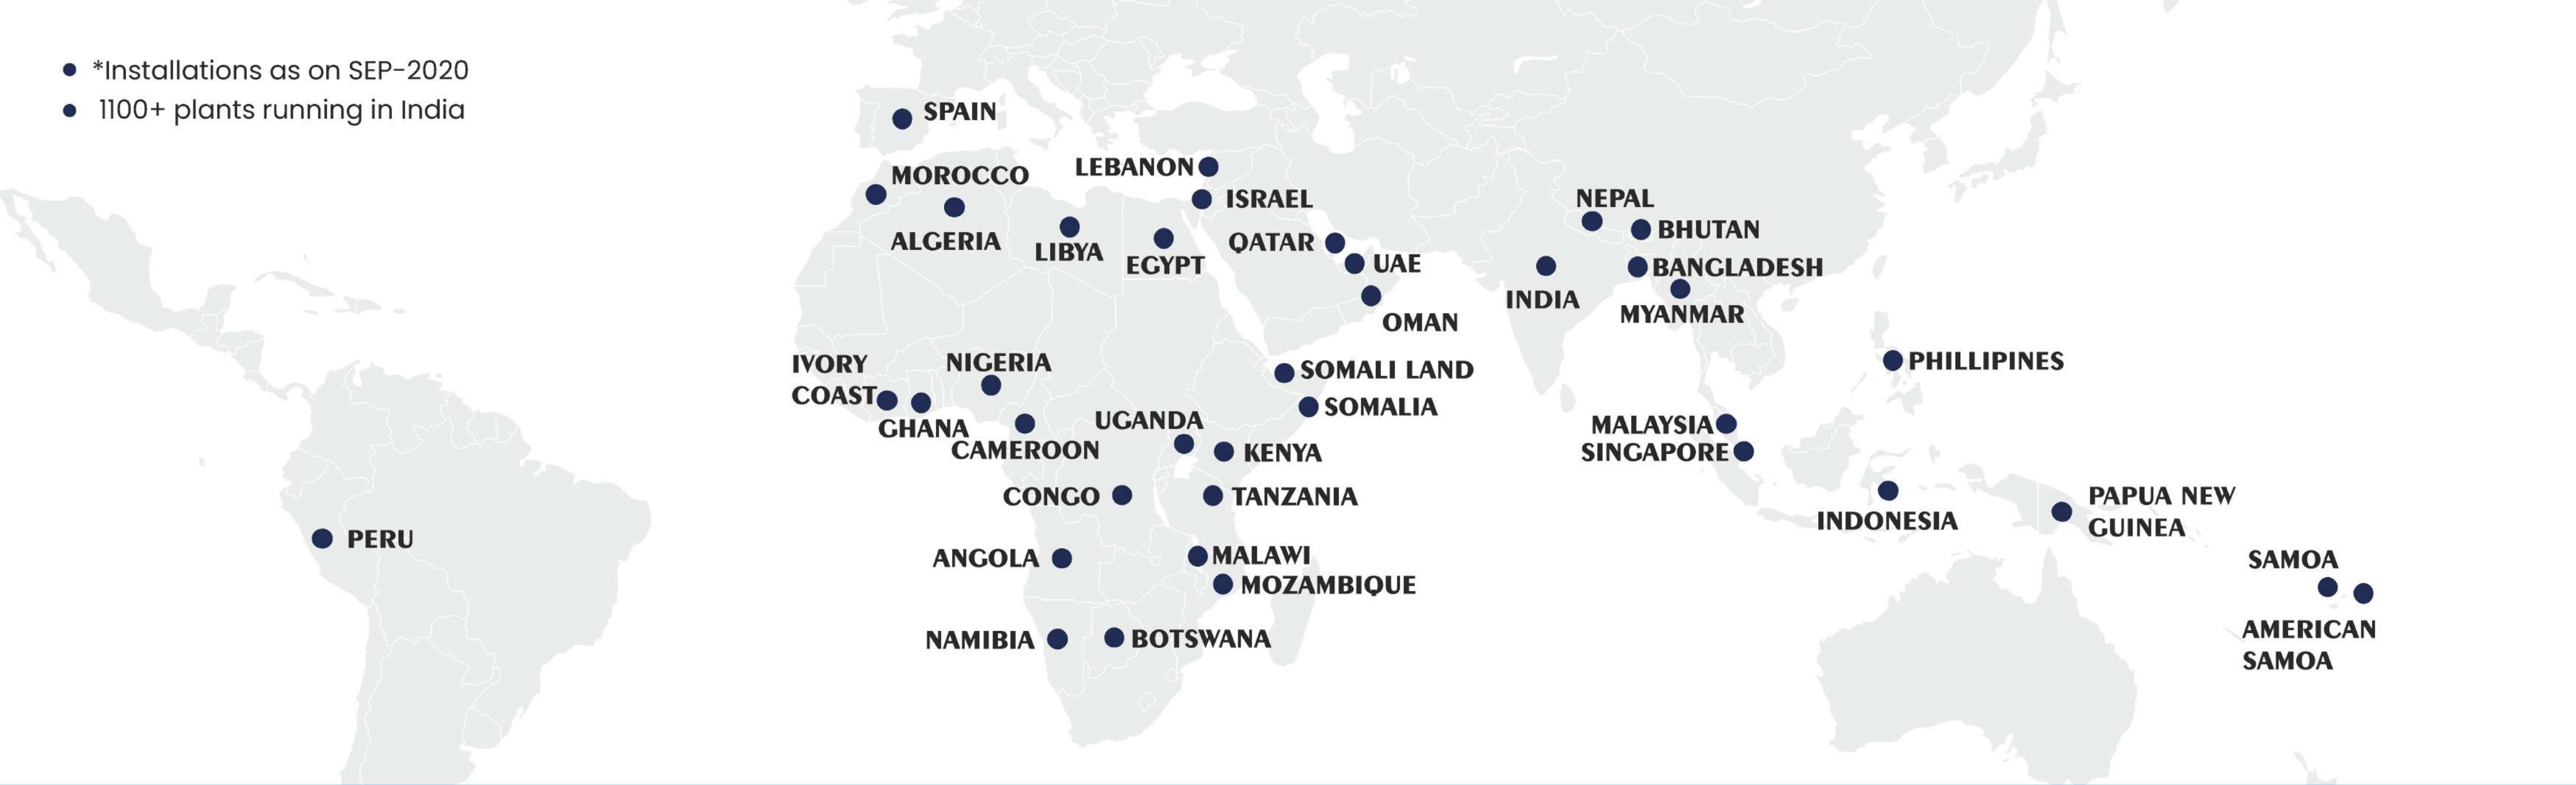 *Installations as on SEP-2020
1100+ plants running in India
SPAIN
MOROCCO
LEBANON
ISRAEL
ALGERIA
LIBYA
EGYPT
QATAR
UAE
OMAN
NEPAL
BHUTAN
BANGLADESH
INDIA
MYANMAR
IVORY
COAST
NIGERIA
GHANA
CAMEROON
UGANDA
SOMALI LAND
SOMALIA
KENYA
CONGO
TANZANIA
PHILLIPINES
MALAYSIA
SINGAPORE
INDONESIA
PAPUA NEW
GUINEA
PERU
ANGOLA
MALAWI
MOZAMBIQUE
NAMIBIA
BOTSWANA
SAMOA
AMERICAN
SAMOA